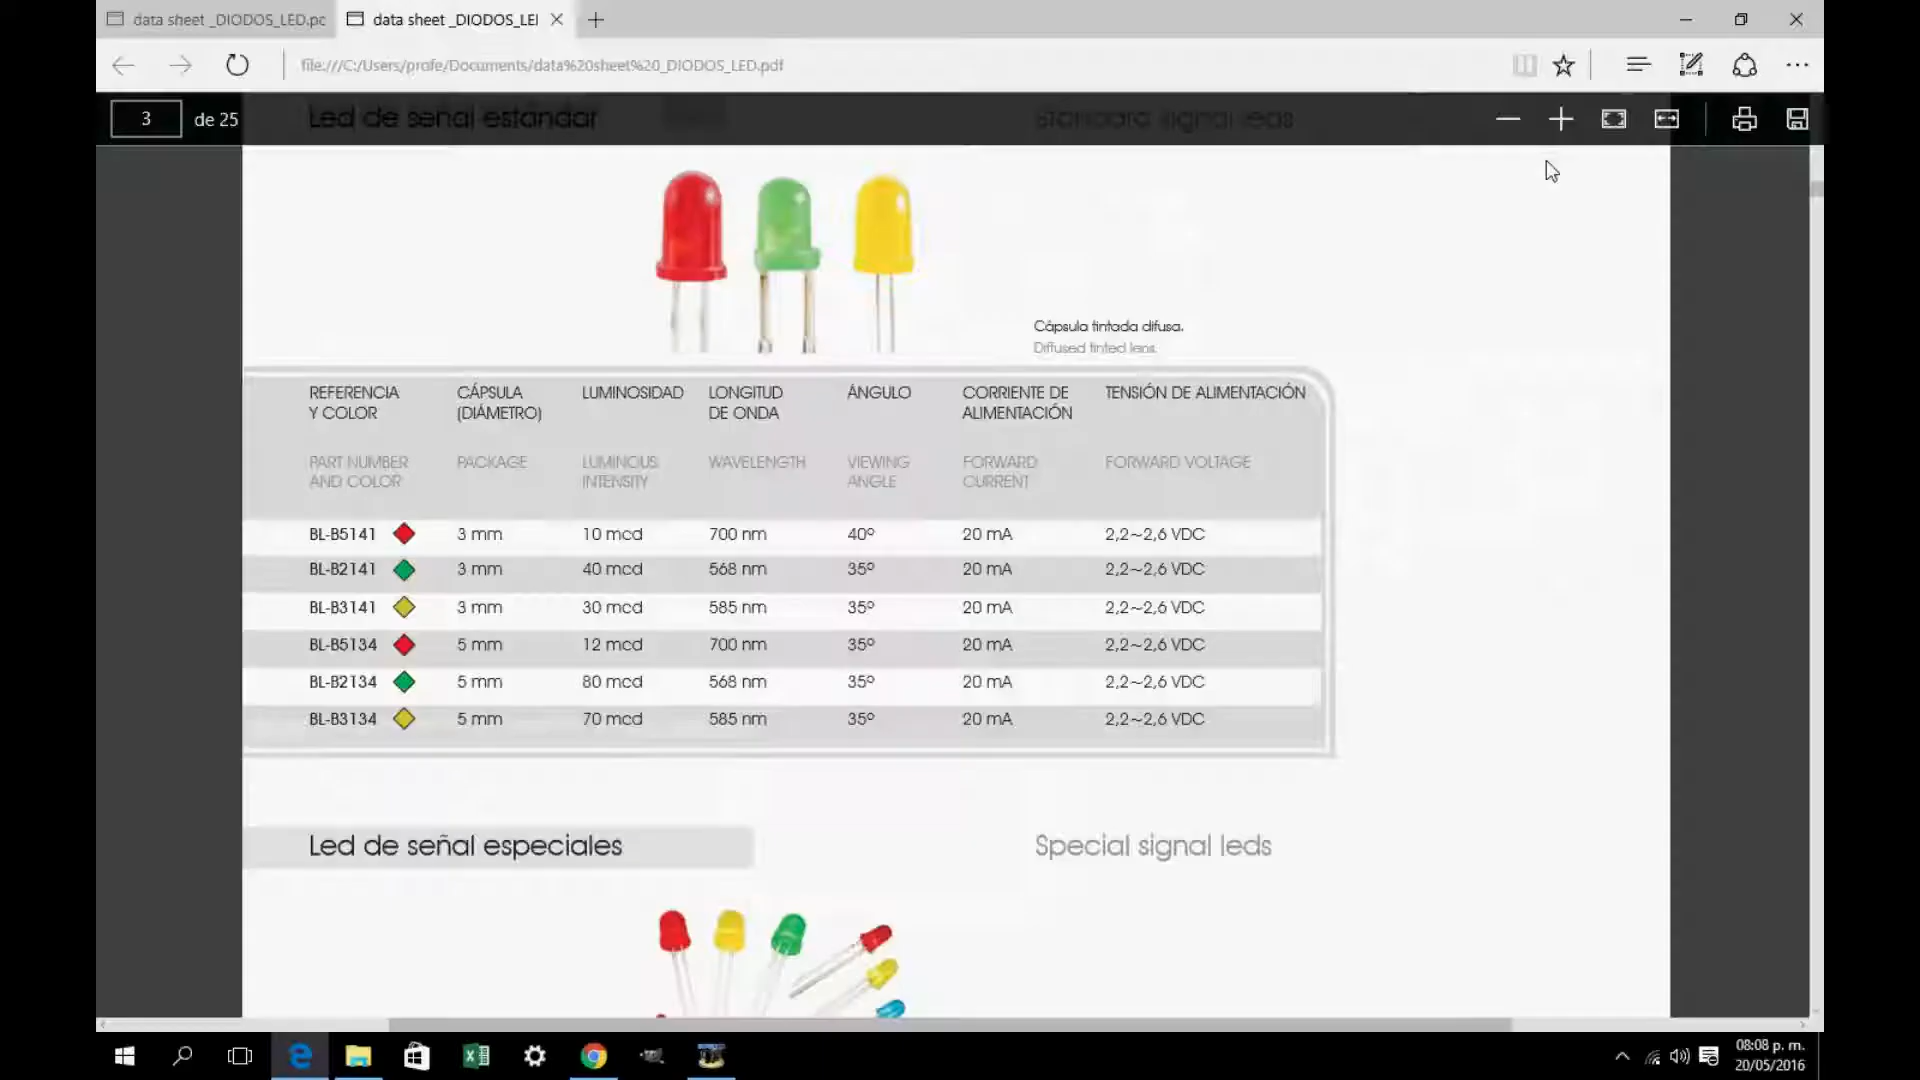 data sheet _DIODOS_LED.pc
data sheet _DIODOS_LEI
file:///C:/Users/profe/Documents/data%20sheet%20_DIODOS_LED.pdf
3 de 25
Led de señal estándar Standard signal leds
Cápsula tintada difusa.
Diffused tinted lens.
REFERENCIA CÁPSULA LUMINOSIDAD LONGITUD ÁNGULO CORRIENTE DE TENSIÓN DE ALIMENTACIÓN
Y COLOR (DIÁMETRO) DE ONDA ALIMENTACIÓN
PART NUMBER PACKAGE LUMINOUS WAVELENGTH VIEWING FORWARD FORWARD VOLTAGE
AND COLOR INTENSITY ANGLE CURRENT
BL-B5141 3 mm 10 mcd 700 nm 40º 20 mA 2,2~2,6 VDC
BL-B2141 3 mm 40 mcd 568 nm 35º 20 mA 2,2~2,6 VDC
BL-B3141 3 mm 30 mcd 585 nm 35º 20 mA 2,2~2,6 VDC
BL-B5134 5 mm 12 mcd 700 nm 35º 20 mA 2,2~2,6 VDC
BL-B2134 5 mm 80 mcd 568 nm 35º 20 mA 2,2~2,6 VDC
BL-B3134 5 mm 70 mcd 585 nm 35º 20 mA 2,2~2,6 VDC
Led de señal especiales Special signal leds
08:08 p. m.
20/05/2016